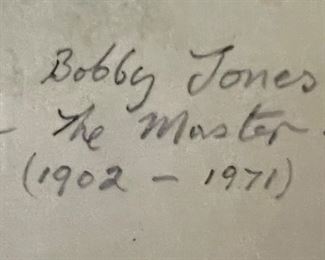 Bobby Jones
- The Master -
(1902 - 1971)